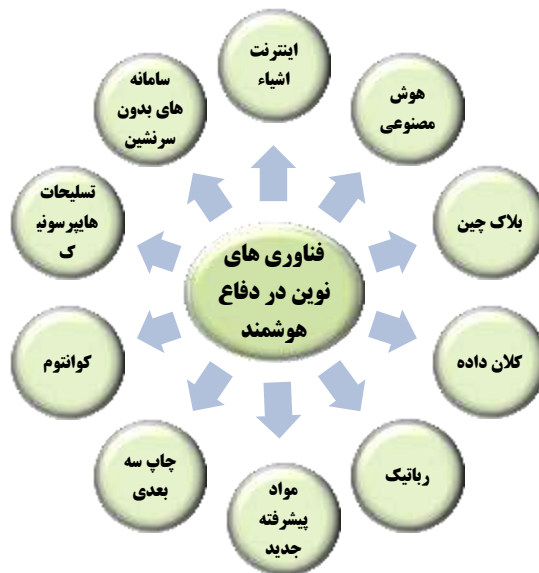 اینترنت
اشیاء
هوش
مصنوعی
بلاک چین
کلان داده
رباتیک
مواد
پیشرفته
جدید
چاپ سه
بعدی
کوانتوم
تسلیحات
هایپرسونی
ک
سامانه
های بدون
سرنشین
فناوری های
نوین در دفاع
هوشمند